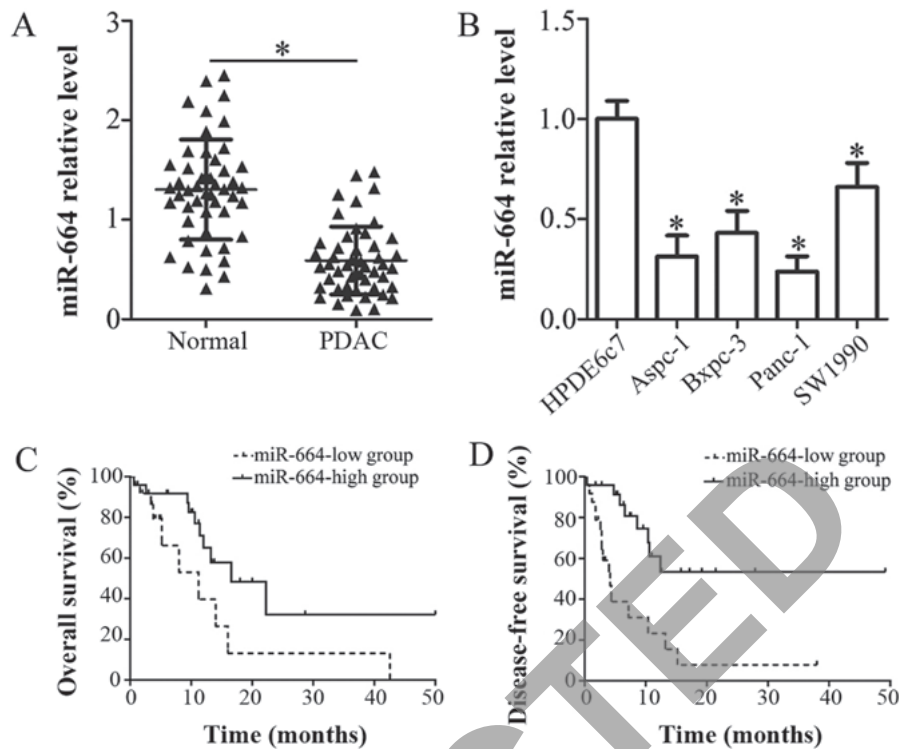 A
miR-664 relative level
3
2
1
0
*
Normal PDAC
B
miR-664 relative level
1.5
1.0
0.5
0.0
* * * *
HPDE6c7 Aspc-1 Bxpc-3 Panc-1 SW1990
C
miR-664-low group
miR-664-high group
Overall survival (%)
100
80
60
40
20
0
0 10 20 30 40 50
Time (months)
D
miR-664-low group
miR-664-high group
Disease-free survival (%)
100
80
60
40
20
0
0 10 20 30 40 50
Time (months)
TED